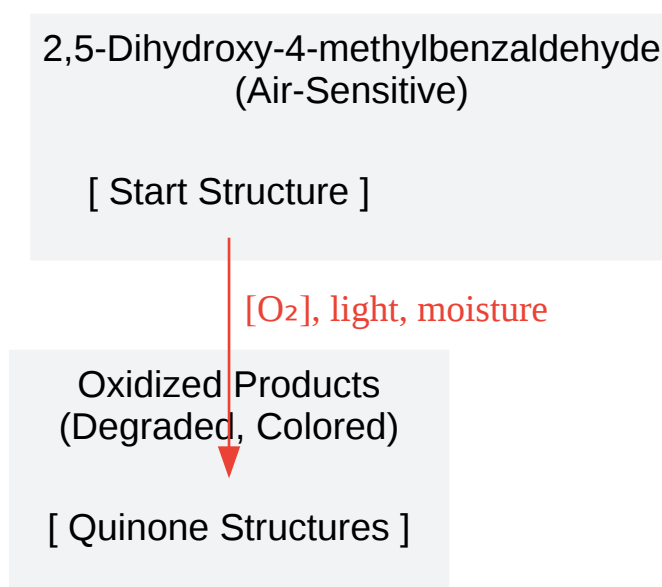 2,5-Dihydroxy-4-methylbenzaldehyde
(Air-Sensitive)
[ Start Structure ]
[O₂], light, moisture
Oxidized Products
(Degraded, Colored)
[ Quinone Structures ]